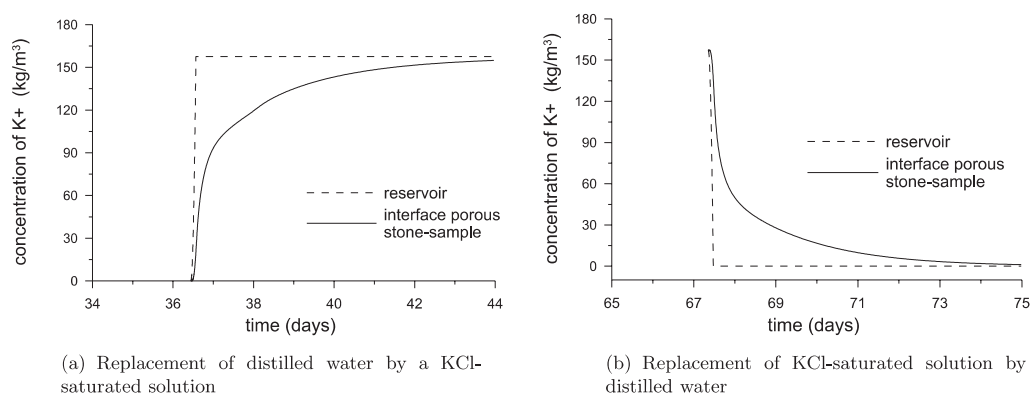 180
150
120
90
60
30
0
concentration of K+ (kg/m³)
34
36
38
40
42
44
time (days)
reservoir
interface porous
stone-sample
(a) Replacement of distilled water by a KCl-
saturated solution
180
150
120
90
60
30
0
concentration of K+ (kg/m³)
65
67
69
71
73
75
time (days)
reservoir
interface porous
stone-sample
(b) Replacement of KCl-saturated solution by
distilled water